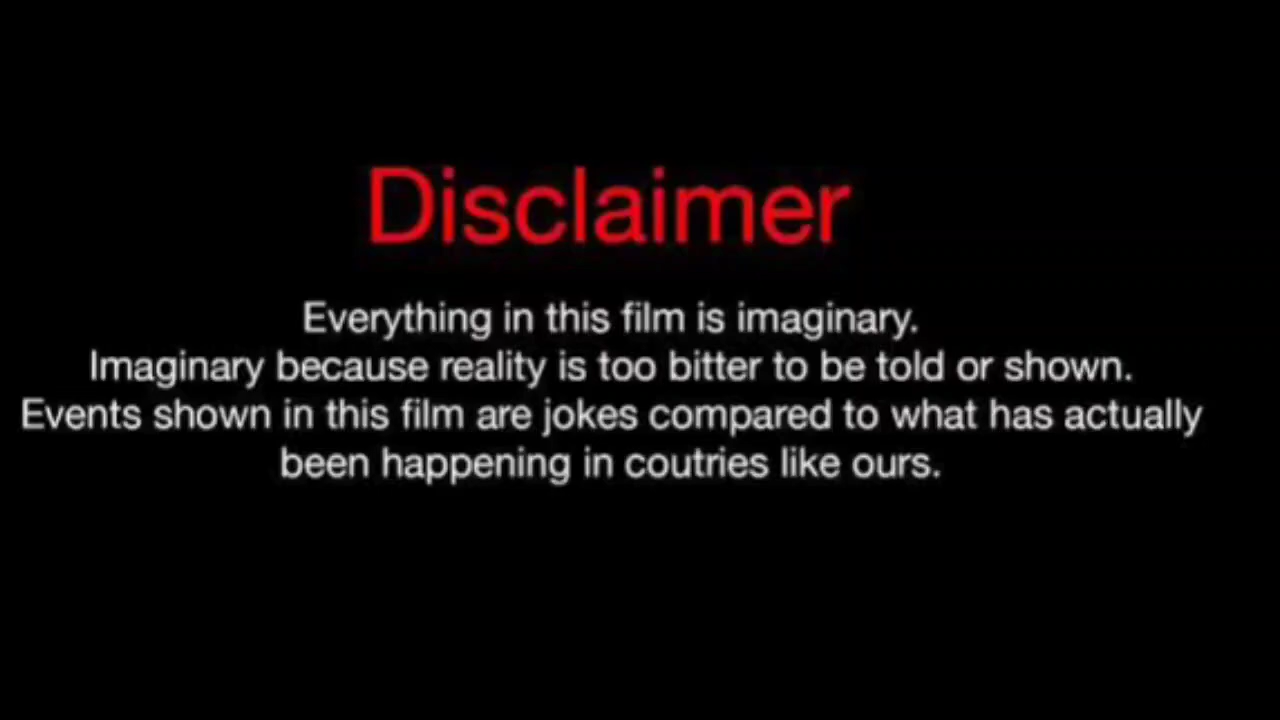 Disclaimer
Everything in this film is imaginary.
Imaginary because reality is too bitter to be told or shown.
Events shown in this film are jokes compared to what has actually
been happening in coutries like ours.